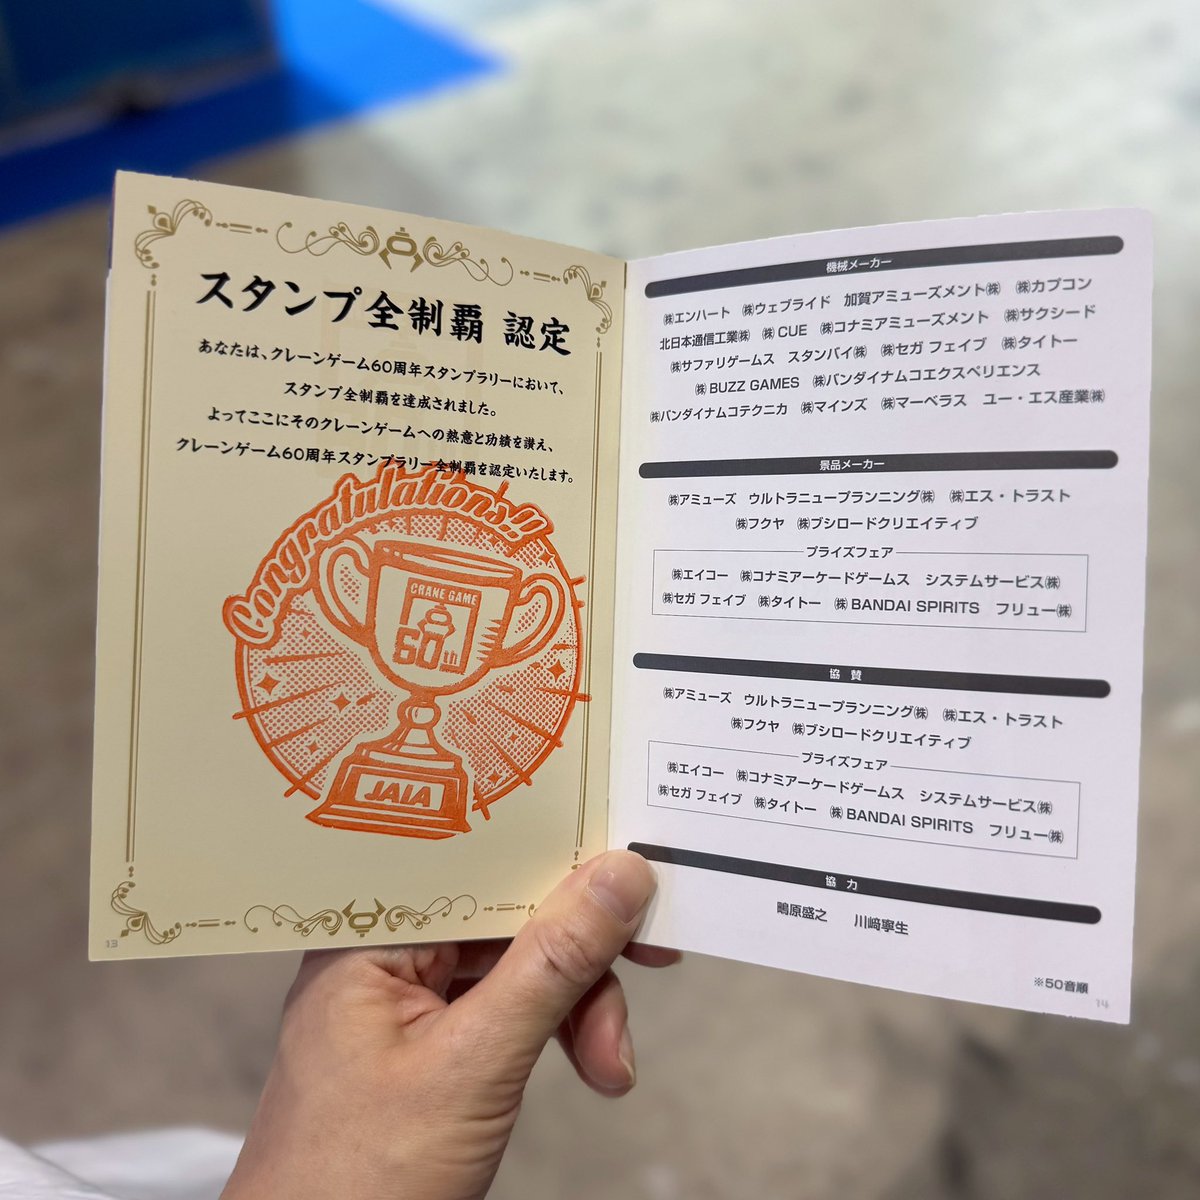 スタンプ全制覇 認定
あなたは、クレーンゲーム60周年スタンプラリーにおいて、
スタンプ全制覇を達成されました。
よってここにそのクレーンゲームへの熱意と功績を讃え、
クレーンゲーム60周年スタンプラリー全制覇を認定いたします。
Congratulations!!
CRANE GAME
60th
JAIA
13
機械メーカー
㈱エンハート ㈱ウェブライド 加賀アミューズメント㈱ ㈱カプコン
北日本通信工業㈱ ㈱ CUE ㈱コナミアミューズメント ㈱サクシード
㈱サファリゲームス スタンバイ㈱ ㈱セガ フェイブ ㈱タイトー
㈱ BUZZ GAMES ㈱バンダイナムコエクスペリエンス
㈱バンダイナムコテクニカ ㈱マインズ ㈱マーベラス ユー・エス産業㈱
景品メーカー
㈱アミューズ ウルトラニュープランニング㈱ ㈱エス・トラスト
㈱フクヤ ㈱ブシロードクリエイティブ
プライズフェア
㈱エイコー ㈱コナミアーケードゲームス システムサービス㈱
㈱セガ フェイブ ㈱タイトー ㈱ BANDAI SPIRITS フリュー㈱
協 賛
㈱アミューズ ウルトラニュープランニング㈱ ㈱エス・トラスト
㈱フクヤ ㈱ブシロードクリエイティブ
プライズフェア
㈱エイコー ㈱コナミアーケードゲームス システムサービス㈱
㈱セガ フェイブ ㈱タイトー ㈱ BANDAI SPIRITS フリュー㈱
協 力
鴫原盛之 川﨑寧生
※50音順
14